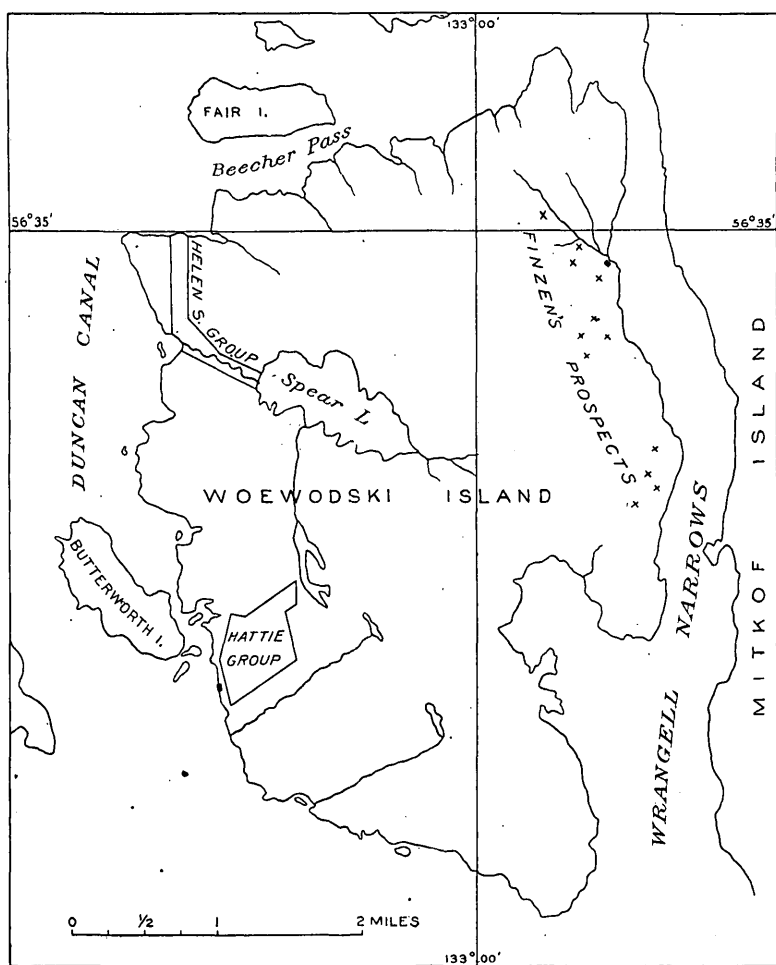 133° 00'
FAIR I.
Beecher Pass
56° 35'
56° 35'
HELEN S. GROUP
FINZEN'S PROSPECTS
DUNCAN CANAL
Spear L
WOEWODSKI ISLAND
MITKOF ISLAND
BUTTERWORTH I.
HATTIE
GROUP
WRANGELL NARROWS
0 1/2 1 2 MILES
133° 00'